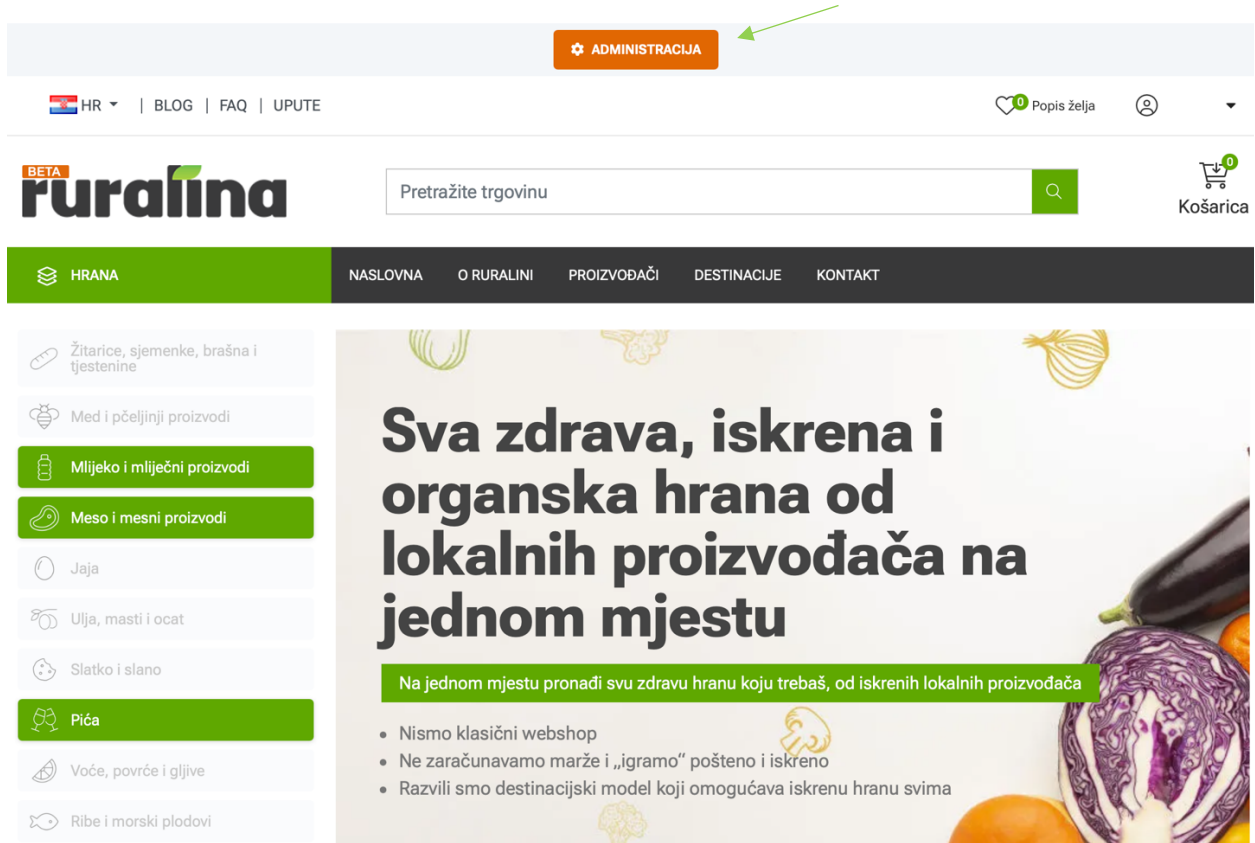 ADMINISTRACIJA
HR | BLOG | FAQ | UPUTE
0 Popis želja
BETA
ruralina
Pretražite trgovinu
0
Košarica
HRANA
NASLOVNA O RURALINI PROIZVOĐAČI DESTINACIJE KONTAKT
Žitarice, sjemenke, brašna i
tjestenine
Med i pčeljinji proizvodi
Mlijeko i mliječni proizvodi
Meso i mesni proizvodi
Jaja
Ulja, masti i ocat
Slatko i slano
Pića
Voće, povrće i gljive
Ribe i morski plodovi
Sva zdrava, iskrena i
organska hrana od
lokalnih proizvođača na
jednom mjestu
Na jednom mjestu pronađi svu zdravu hranu koju trebaš, od iskrenih lokalnih proizvođača
• Nismo klasični webshop
• Ne zaračunavamo marže i „igramo“ pošteno i iskreno
• Razvili smo destinacijski model koji omogućava iskrenu hranu svima